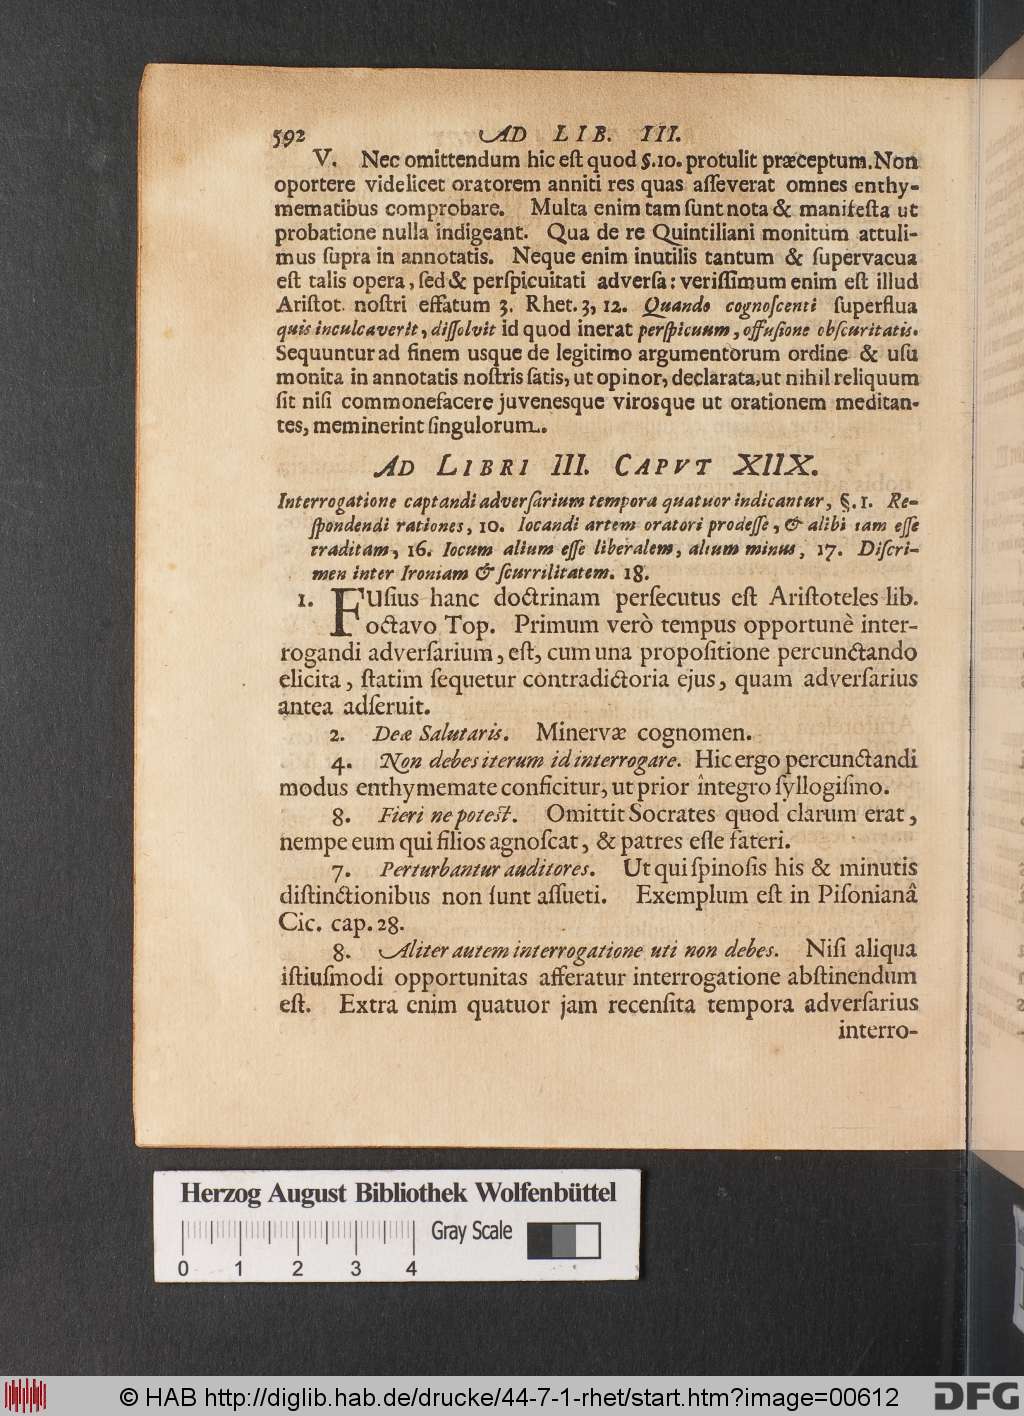 592 AD LIB. III.
V. Nec omittendum hic eſt quod §.10. protulit præceptum. Non
oportere videlicet oratorem anniti res quas aſſeverat omnes enthy-
mematibus comprobare. Multa enim tam ſunt nota & manifeſta ut
probatione nulla indigeant. Qua de re Quintiliani monitum attuli-
mus ſupra in annotatis. Neque enim inutilis tantum & ſupervacua
eſt talis opera, ſed & perſpicuitati adverſa: veriſſimum enim eſt illud
Ariſtot. noſtri effatum 3. Rhet. 3, 12. Quando cognoſcenti ſuperflua
quis inculcaverit, diſſolvit id quod inerat perſpicuum, offuſione obſcuritatis.
Sequuntur ad finem usque de legitimo argumentorum ordine & uſu
monita in annotatis noſtris ſatis, ut opinor, declarata, ut nihil reliquum
ſit niſi commonefacere juvenesque virosque ut orationem meditan-
tes, meminerint ſingulorum.
AD LIBRI III. CAPVT XIIX.
Interrogatione captandi adverſarium tempora quatuor indicantur, §. 1. Re-
ſpondendi rationes, 10. Iocandi artem oratori prodeſſe, & alibi eam eſſe
traditam, 16. Iocum alium eſſe liberalem, alium minus, 17. Diſcri-
men inter Ironiam & ſcurrilitatem. 18.
1. FUſius hanc doctrinam perſecutus eſt Ariſtoteles lib.
octavo Top. Primum verò tempus opportunè inter-
rogandi adverſarium, eſt, cum una propoſitione percunctando
elicita, ſtatim ſequetur contradictoria ejus, quam adverſarius
antea adſeruit.
2. Deæ Salutaris. Minervæ cognomen.
4. Non debes iterum id interrogare. Hic ergo percunctandi
modus enthymemate conficitur, ut prior integro ſyllogiſmo.
8. Fieri ne poteſt. Omittit Socrates quod clarum erat,
nempe eum qui filios agnoſcat, & patres eſſe fateri.
7. Perturbantur auditores. Ut qui ſpinoſis his & minutis
diſtinctionibus non ſunt aſſueti. Exemplum eſt in Piſonianâ
Cic. cap. 28.
8. Aliter autem interrogatione uti non debes. Niſi aliqua
iſtiuſmodi opportunitas afferatur interrogatione abſtinendum
eſt. Extra enim quatuor jam recenſita tempora adverſarius
interro-
Herzog August Bibliothek Wolfenbüttel
Gray Scale
0 1 2 3 4
© HAB http://diglib.hab.de/drucke/44-7-1-rhet/start.htm?image=00612
DFG